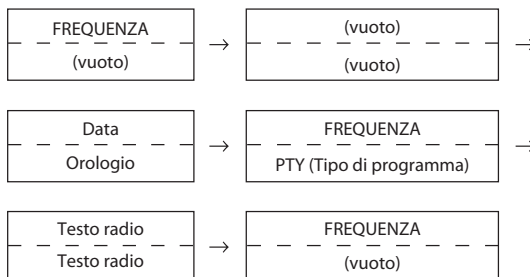 FREQUENZA
(vuoto)
→
(vuoto)
(vuoto)
→
Data
Orologio
→
FREQUENZA
PTY (Tipo di programma)
→
Testo radio
Testo radio
→
FREQUENZA
(vuoto)